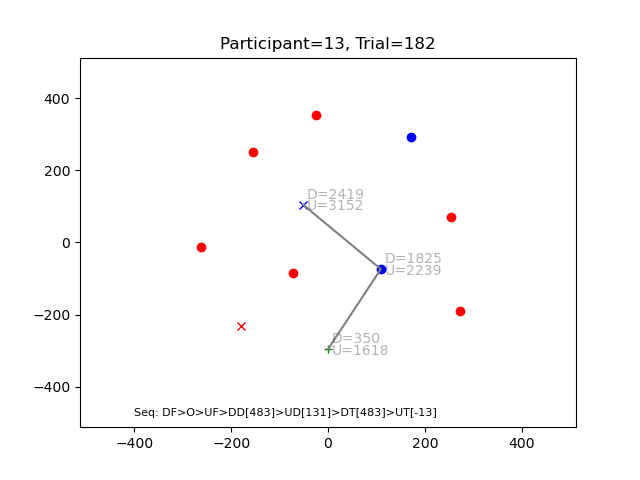 Participant=13, Trial=182
400
200
0
−200
−400
D=2419
U=3152
D=1825
U=2239
D=350
U=1618
Seq: DF>O>UF>DD[483]>UD[131]>DT[483]>UT[-13]
−400
−200
0
200
400